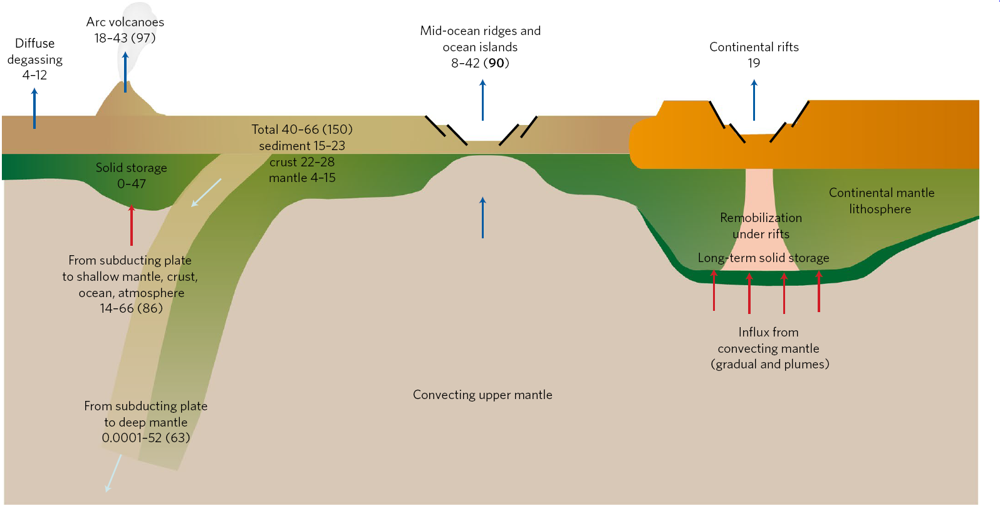 Arc volcanoes
18–43 (97)
Diffuse
degassing
4–12
Mid-ocean ridges and
ocean islands
8–42 (90)
Continental rifts
19
Total 40–66 (150)
sediment 15–23
crust 22–28
mantle 4–15
Solid storage
0–47
From subducting plate
to shallow mantle, crust,
ocean, atmosphere
14–66 (86)
From subducting plate
to deep mantle
0.0001–52 (63)
Convecting upper mantle
Continental mantle
lithosphere
Remobilization
under rifts
Long-term solid storage
Influx from
convecting mantle
(gradual and plumes)